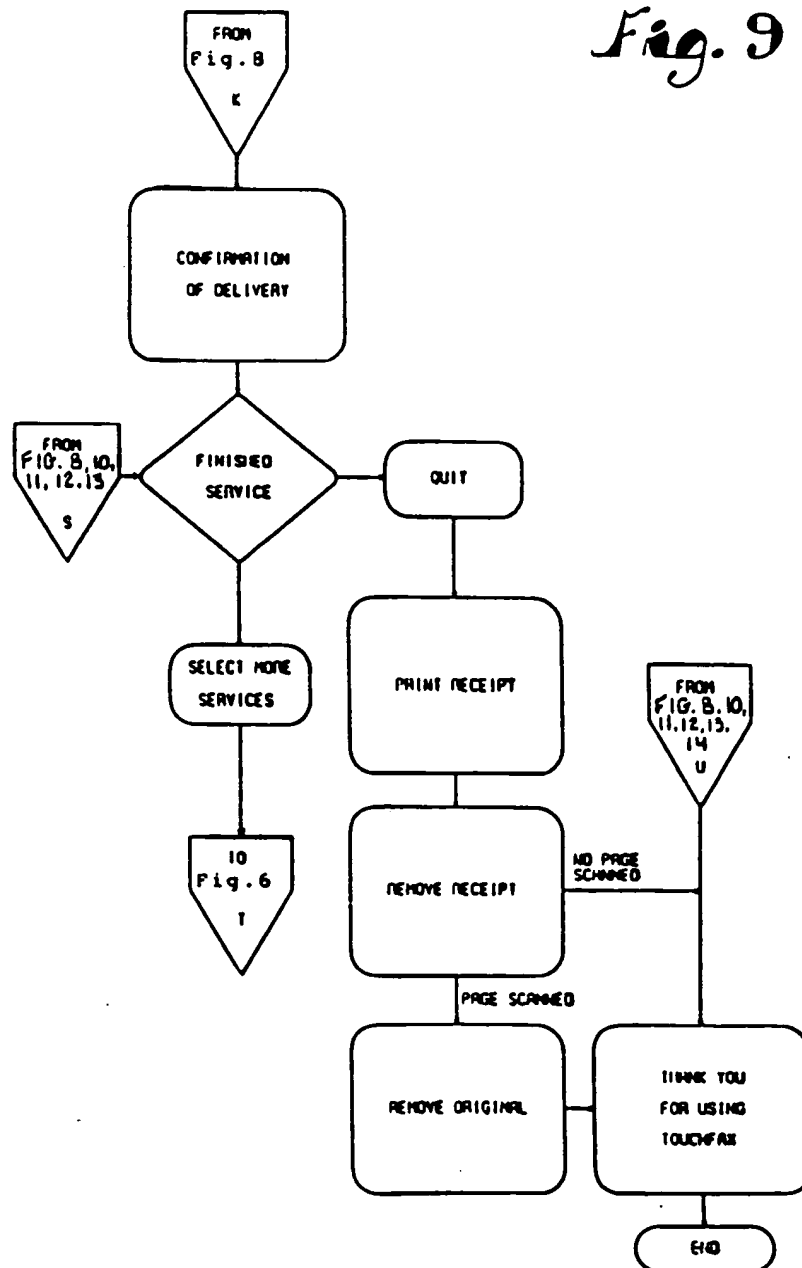 Fig. 9
FROM
Fig. 8
K
CONFIRMATION
OF DELIVERY
FROM
FIG. 8, 10,
11, 12, 13
S
FINISHED
SERVICE
QUIT
SELECT MORE
SERVICES
PRINT RECEIPT
FROM
FIG. 8, 10,
11, 12, 13,
14
U
TO
Fig. 6
T
REMOVE RECEIPT
NO PAGE
SCANNED
PAGE SCANNED
REMOVE ORIGINAL
THANK YOU
FOR USING
TOUCHFAX
END